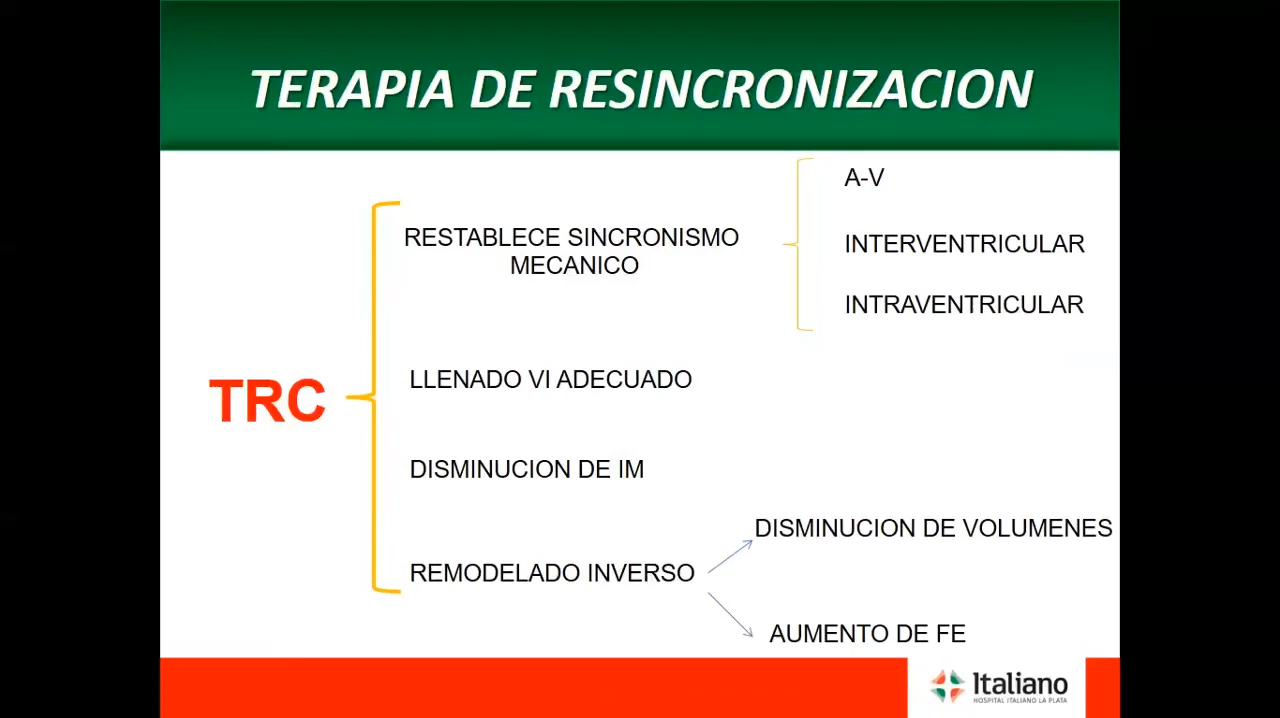 TERAPIA DE RESINCRONIZACION
TRC
RESTABLECE SINCRONISMO
MECANICO
A-V
INTERVENTRICULAR
INTRAVENTRICULAR
LLENADO VI ADECUADO
DISMINUCION DE IM
REMODELADO INVERSO
DISMINUCION DE VOLUMENES
AUMENTO DE FE
Italiano
HOSPITAL ITALIANO LA PLATA